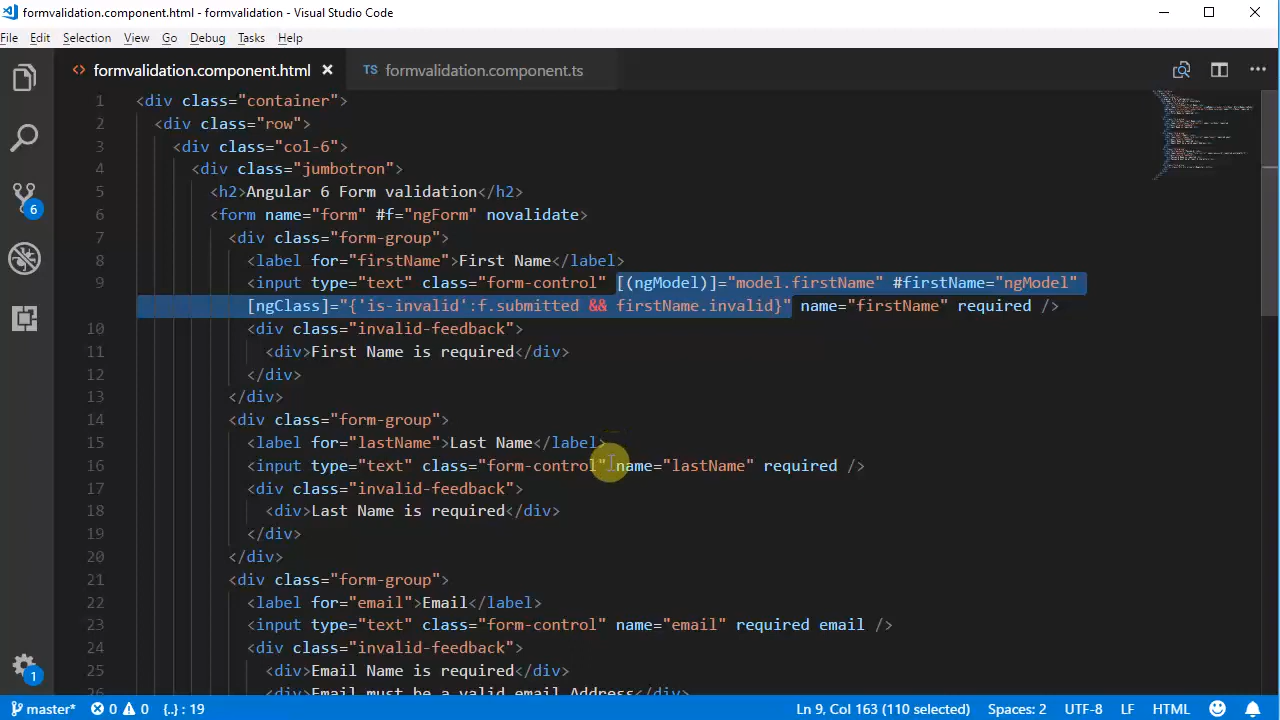 formvalidation.component.html - formvalidation - Visual Studio Code
File Edit Selection View Go Debug Tasks Help
formvalidation.component.html TS formvalidation.component.ts
1 <div class="container">
2 <div class="row">
3 <div class="col-6">
4 <div class="jumbotron">
5 <h2>Angular 6 Form validation</h2>
6 <form name="form" #f="ngForm" novalidate>
7 <div class="form-group">
8 <label for="firstName">First Name</label>
9 <input type="text" class="form-control" [(ngModel)]="model.firstName" #firstName="ngModel"
[ngClass]="{'is-invalid':f.submitted && firstName.invalid}" name="firstName" required />
10 <div class="invalid-feedback">
11 <div>First Name is required</div>
12 </div>
13 </div>
14 <div class="form-group">
15 <label for="lastName">Last Name</label>
16 <input type="text" class="form-control" name="lastName" required />
17 <div class="invalid-feedback">
18 <div>Last Name is required</div>
19 </div>
20 </div>
21 <div class="form-group">
22 <label for="email">Email</label>
23 <input type="text" class="form-control" name="email" required email />
24 <div class="invalid-feedback">
25 <div>Email Name is required</div>
26 <div>Email must be a valid email Address</div>
6
1
master* 0 0 {..} : 19 Ln 9, Col 163 (110 selected) Spaces: 2 UTF-8 LF HTML